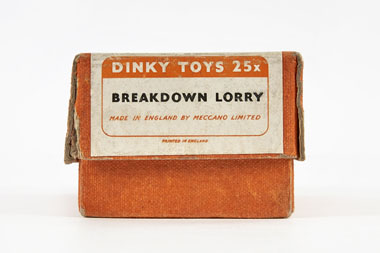 DINKY TOYS 25x
BREAKDOWN LORRY
MADE IN ENGLAND BY MECCANO LIMITED
PRINTED IN ENGLAND